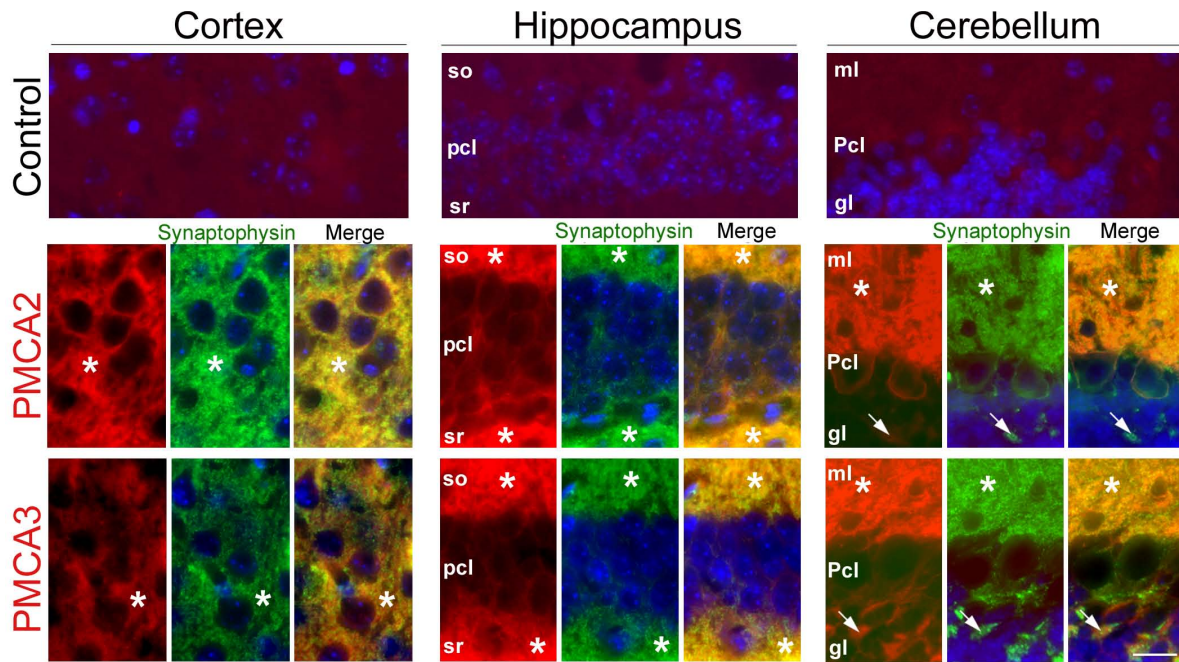 Cortex Hippocampus Cerebellum
Control
so
pcl
sr
ml
Pcl
gl
PMCA2
Synaptophysin Merge
*
*
*
so
pcl
sr
Synaptophysin Merge
*
*
*
*
*
*
ml
Pcl
gl
Synaptophysin Merge
*
*
*
PMCA3
*
*
*
so
pcl
sr
*
*
*
*
*
*
ml
Pcl
gl
*
*
*